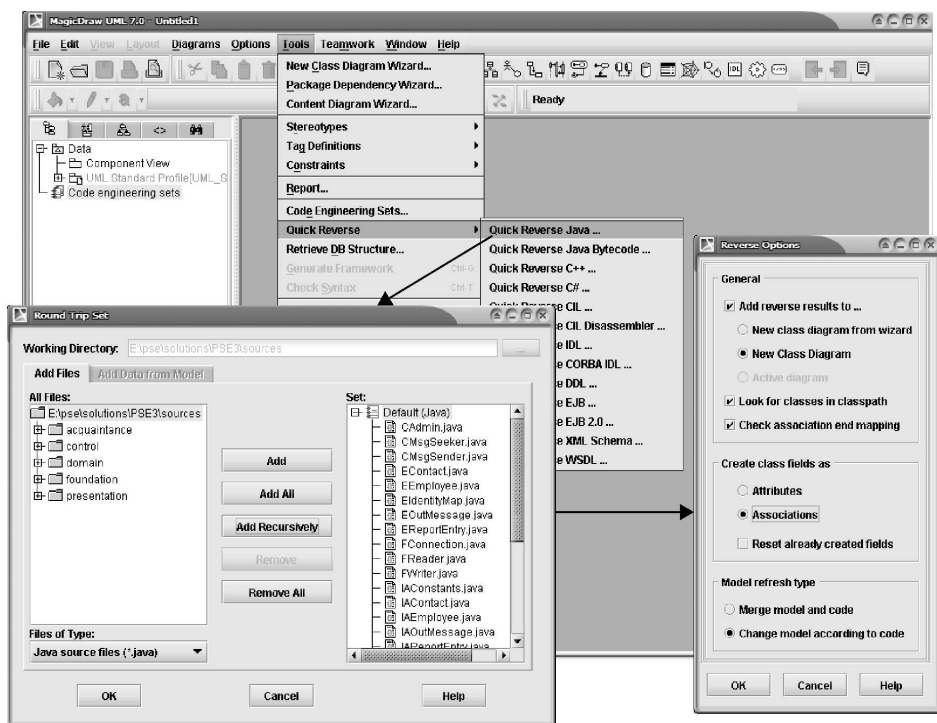 MagicDraw UML 7.0 - Untitled1
File Edit View Layout Diagrams Options Tools Teamwork Window Help
New Class Diagram Wizard...
Package Dependency Wizard...
Content Diagram Wizard...
Ready
Stereotypes
Tag Definitions
Constraints
Report...
Code Engineering Sets...
Quick Reverse
Retrieve DB Structure...
Generate Framework Ctrl-G
Check Syntax Ctrl-T
Data
Component View
UML Standard Profile[UML_S
Code engineering sets
Quick Reverse Java ...
Quick Reverse Java Bytecode ...
Quick Reverse C++ ...
Quick Reverse C# ...
CIL ...
e CIL Disassembler ...
e IDL ...
e CORBA IDL ...
e DDL ...
e EJB ...
e EJB 2.0 ...
e XML Schema ...
e WSDL ...
Round Trip Set
Working Directory: E:\pse\solutions\PSE3\sources ...
Add Files Add Data from Model
All Files:
E:\pse\solutions\PSE3\sources
acquaintance
control
domain
foundation
presentation
Files of Type:
Java source files (*.java)
Add
Add All
Add Recursively
Remove
Remove All
Set:
Default (Java)
CAdmin.java
CMsgSeeker.java
CMsgSender.java
EContact.java
EEmployee.java
EIdentityMap.java
EOutMessage.java
EReportEntry.java
FConnection.java
FReader.java
FWriter.java
IAConstants.java
IAContact.java
IAEmployee.java
IAOutMessage.java
IAReportEntry.java
OK Cancel Help
Reverse Options
General
Add reverse results to ...
New class diagram from wizard
New Class Diagram
Active diagram
Look for classes in classpath
Check association end mapping
Create class fields as
Attributes
Associations
Reset already created fields
Model refresh type
Merge model and code
Change model according to code
OK Cancel Help